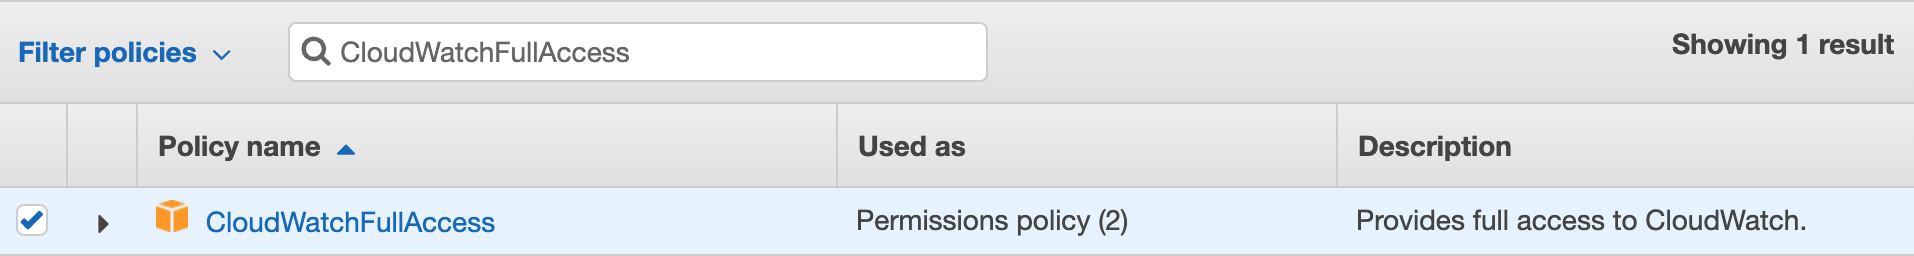 Filter policies
CloudWatchFullAccess
Showing 1 result
Policy name
Used as
Description
CloudWatchFullAccess
Permissions policy (2)
Provides full access to CloudWatch.